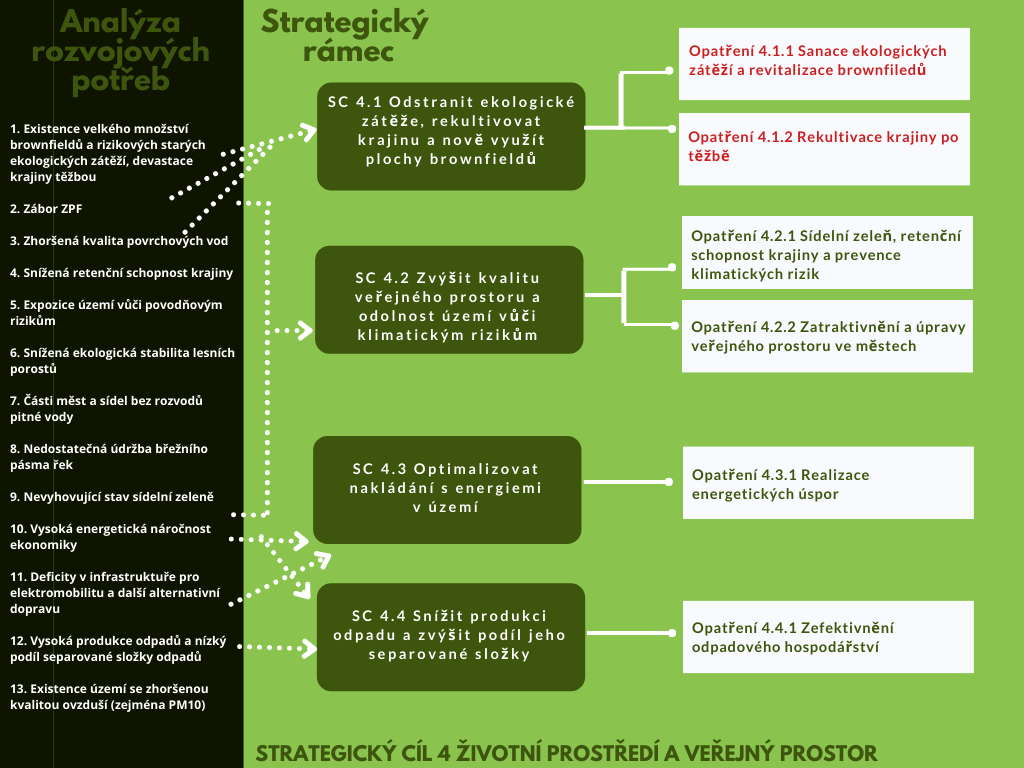 Analýza
rozvojových
potřeb
1. Existence velkého množství
brownfieldů a rizikových starých
ekologických zátěží, devastace
krajiny těžbou
2. Zábor ZPF
3. Zhoršená kvalita povrchových vod
4. Snížená retenční schopnost krajiny
5. Expozice území vůči povodňovým
rizikům
6. Snížená ekologická stabilita lesních
porostů
7. Části měst a sídel bez rozvodů
pitné vody
8. Nedostatečná údržba břežního
pásma řek
9. Nevyhovující stav sídelní zeleně
10. Vysoká energetická náročnost
ekonomiky
11. Deficity v infrastruktuře pro
elektromobilitu a další alternativní
dopravu
12. Vysoká produkce odpadů a nízký
podíl separované složky odpadů
13. Existence území se zhoršenou
kvalitou ovzduší (zejména PM10)
Strategický
rámec
SC 4.1 Odstranit ekologické
zátěže, rekultivovat
krajinu a nově využít
plochy brownfieldů
SC 4.2 Zvýšit kvalitu
veřejného prostoru a
odolnost území vůči
klimatickým rizikům
SC 4.3 Optimalizovat
nakládání s energiemi
v území
SC 4.4 Snížit produkci
odpadu a zvýšit podíl jeho
separované složky
Opatření 4.1.1 Sanace ekologických
zátěží a revitalizace brownfiledů
Opatření 4.1.2 Rekultivace krajiny po
těžbě
Opatření 4.2.1 Sídelní zeleň, retenční
schopnost krajiny a prevence
klimatických rizik
Opatření 4.2.2 Zatraktivnění a úpravy
veřejného prostoru ve městech
Opatření 4.3.1 Realizace
energetických úspor
Opatření 4.4.1 Zefektivnění
odpadového hospodářství
STRATEGICKÝ CÍL 4 ŽIVOTNÍ PROSTŘEDÍ A VEŘEJNÝ PROSTOR